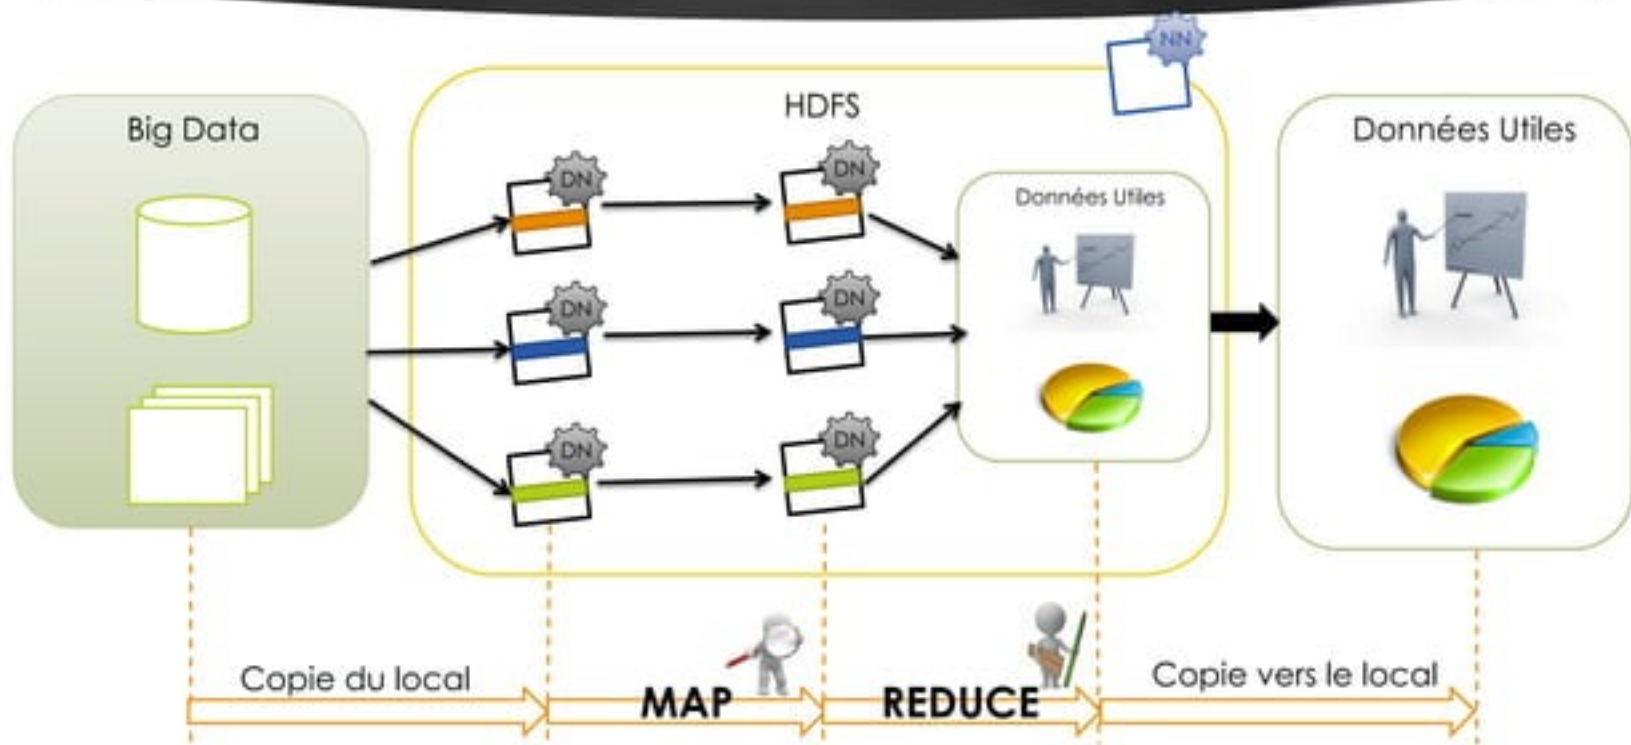 NN
HDFS
Big Data
Données Utiles
DN
DN
Données Utiles
DN
DN
DN
DN
Copie du local
MAP
REDUCE
Copie vers le local